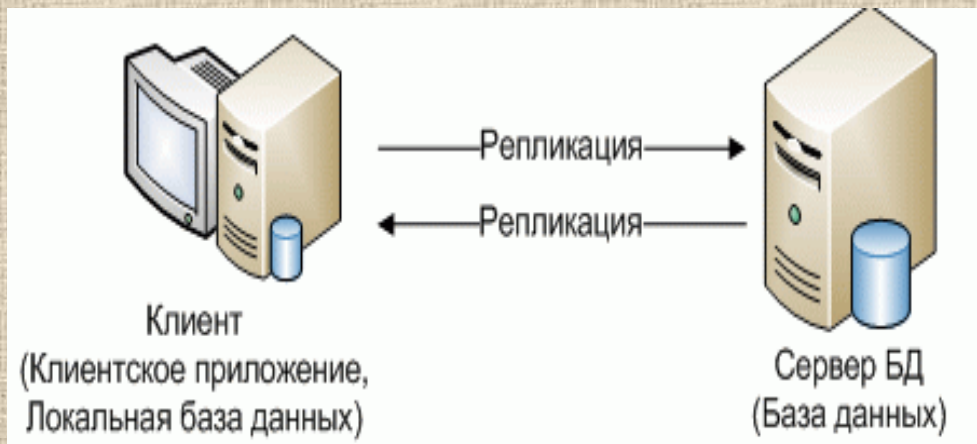 Репликация
Репликация
Клиент
(Клиентское приложение,
Локальная база данных)
Сервер БД
(База данных)